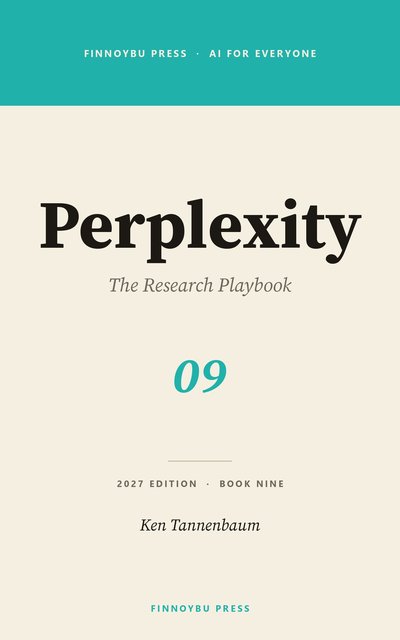 FINNOYBU PRESS · AI FOR EVERYONE
Perplexity
The Research Playbook
09
2027 EDITION · BOOK NINE
Ken Tannenbaum
FINNOYBU PRESS